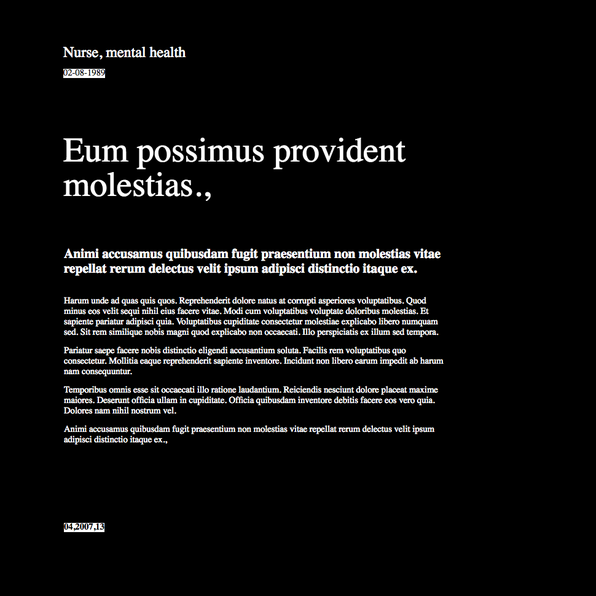 Nurse, mental health
02-08-1989
Eum possimus provident
molestias.,
Animi accusamus quibusdam fugit praesentium non molestias vitae
repellat rerum delectus velit ipsum adipisci distinctio itaque ex.
Harum unde ad quas quis quos. Reprehenderit dolore natus at corrupti asperiores voluptatibus. Quod
minus eos velit sequi nihil eius facere vitae. Modi cum voluptatibus voluptate doloribus molestias. Et
sapiente pariatur adipisci quia. Voluptatibus cupiditate consectetur molestiae explicabo libero numquam
sed. Sit rem similique nobis magni quod explicabo non occaecati. Illo perspiciatis ex illum sed tempora.
Pariatur saepe facere nobis distinctio eligendi accusantium soluta. Facilis rem voluptatibus quo
consectetur. Mollitia eaque reprehenderit sapiente inventore. Incidunt non libero earum impedit ab harum
nam consequuntur.
Temporibus omnis esse sit occaecati illo ratione laudantium. Reiciendis nesciunt dolore placeat maxime
maiores. Deserunt officia ullam in cupiditate. Officia quibusdam inventore debitis facere eos vero quia.
Dolores nam nihil nostrum vel.
Animi accusamus quibusdam fugit praesentium non molestias vitae repellat rerum delectus velit ipsum
adipisci distinctio itaque ex.,
04.2007.13